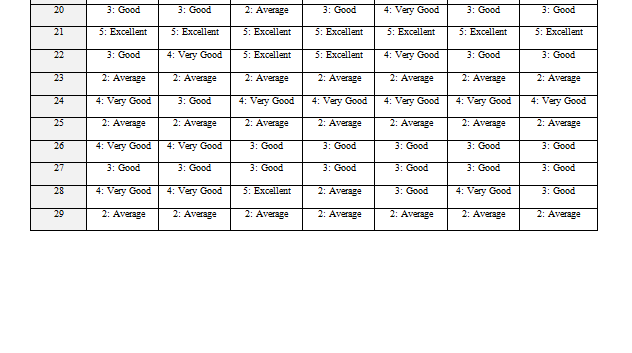 20 3: Good 3: Good 2: Average 3: Good 4: Very Good 3: Good 3: Good
21 5: Excellent 5: Excellent 5: Excellent 5: Excellent 5: Excellent 5: Excellent 5: Excellent
22 3: Good 4: Very Good 5: Excellent 5: Excellent 4: Very Good 3: Good 3: Good
23 2: Average 2: Average 2: Average 2: Average 2: Average 2: Average 2: Average
24 4: Very Good 3: Good 4: Very Good 4: Very Good 4: Very Good 4: Very Good 4: Very Good
25 2: Average 2: Average 2: Average 2: Average 2: Average 2: Average 2: Average
26 4: Very Good 4: Very Good 3: Good 3: Good 3: Good 3: Good 3: Good
27 3: Good 3: Good 3: Good 3: Good 3: Good 3: Good 3: Good
28 4: Very Good 4: Very Good 5: Excellent 2: Average 3: Good 4: Very Good 3: Good
29 2: Average 2: Average 2: Average 2: Average 2: Average 2: Average 2: Average